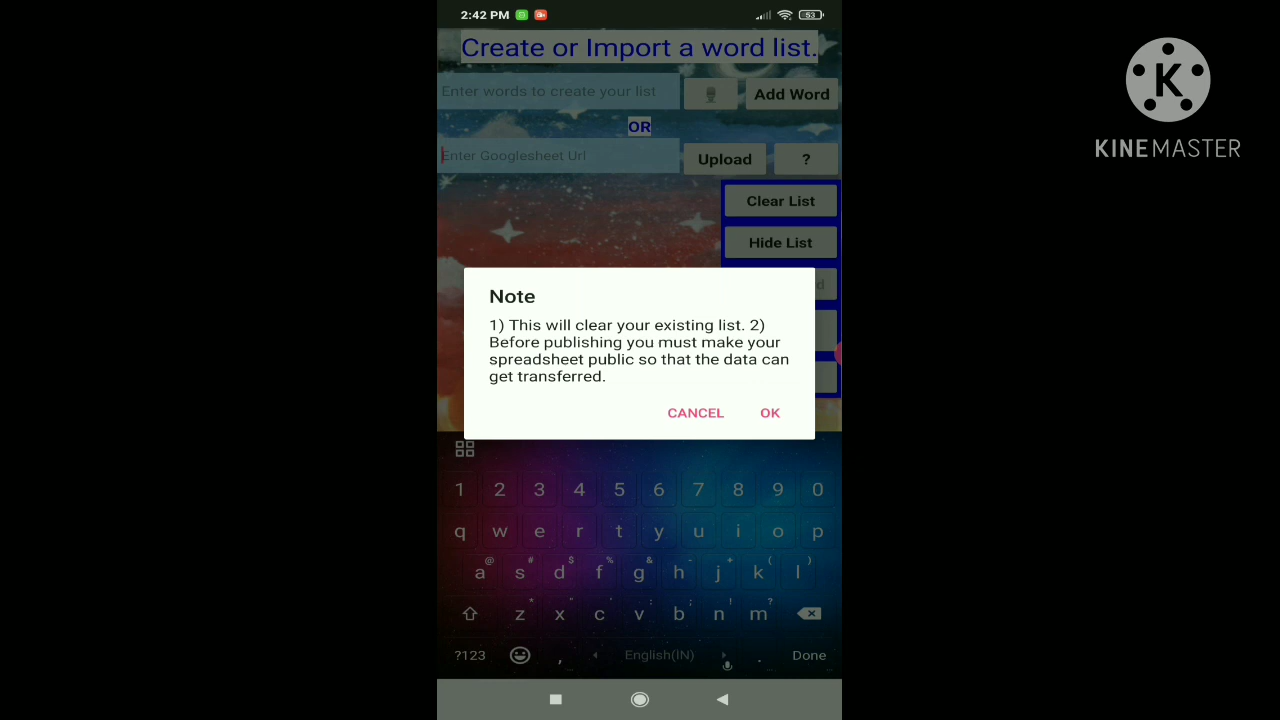 2:42 PM
53
Create or Import a word list.
Enter words to create your list
Add Word
OR
Enter Googlesheet Url
Upload
?
Clear List
Hide List
d
Note
1) This will clear your existing list. 2)
Before publishing you must make your
spreadsheet public so that the data can
get transferred.
CANCEL
OK
1 2 3 4 5 6 7 8 9 0
q w e r t y u i o p
@ # $ % & - + ( )
a s d f g h j k l
* " ' : ; ! ?
z x c v b n m
?123
,
English(IN)
.
Done
K
KINEMASTER